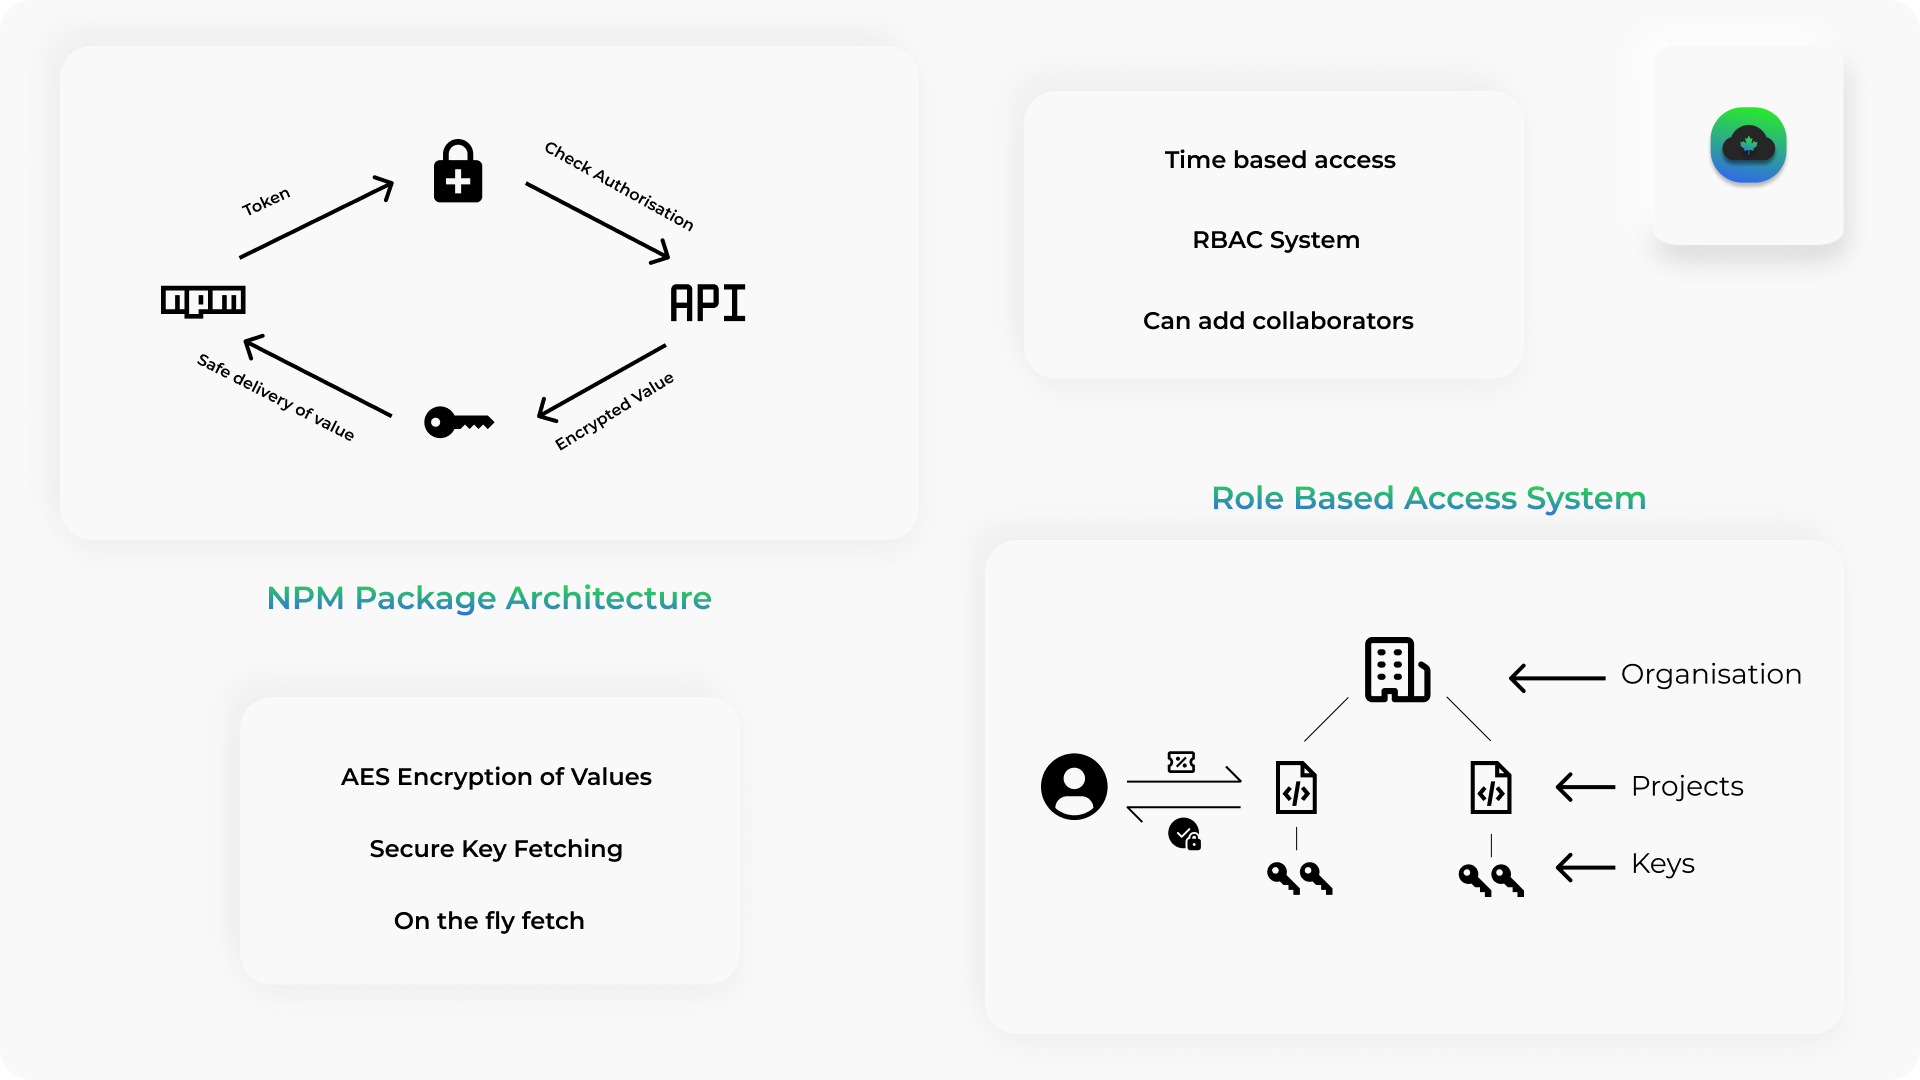 Token
Check Authorisation
npm
API
Safe delivery of value
Encrypted Value
NPM Package Architecture
AES Encryption of Values
Secure Key Fetching
On the fly fetch
Time based access
RBAC System
Can add collaborators
Role Based Access System
Organisation
Projects
Keys